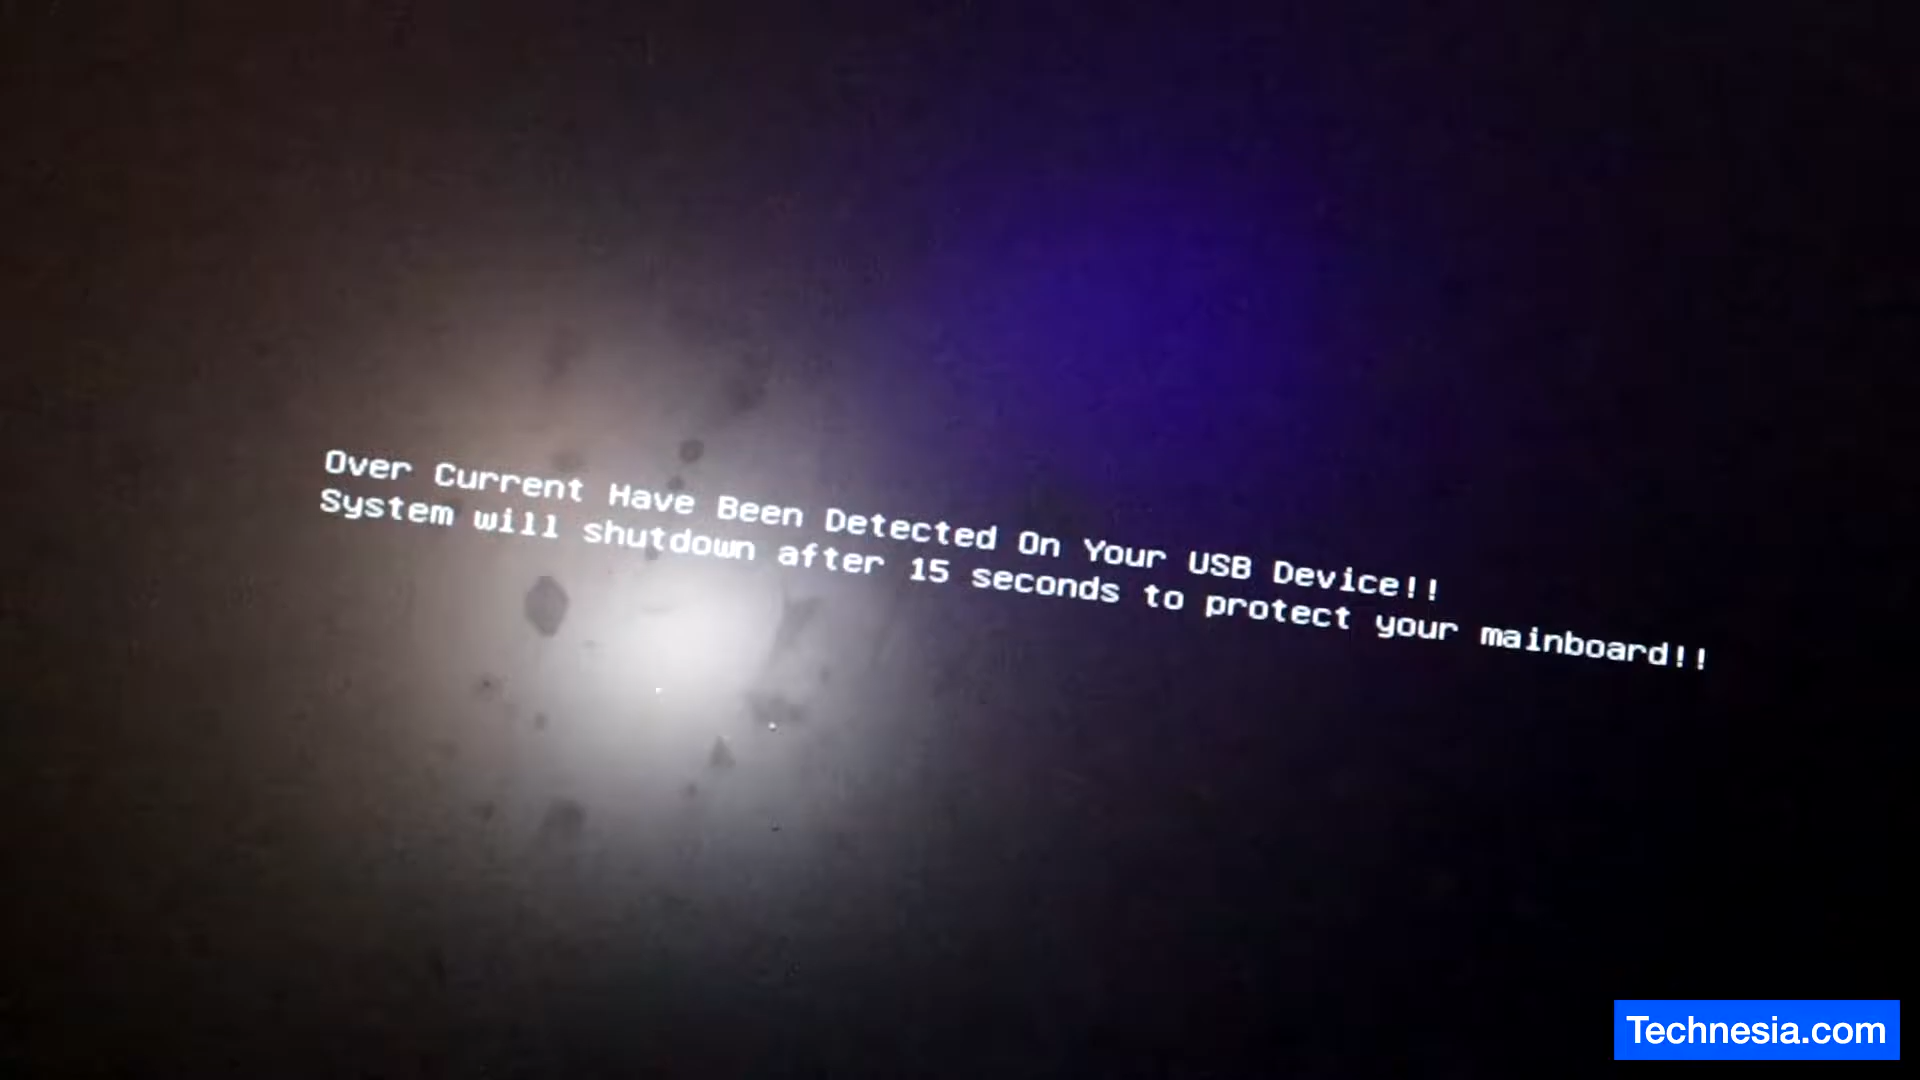 Over Current Have Been Detected On Your USB Device!!
System will shutdown after 15 seconds to protect your mainboard!!
Technesia.com